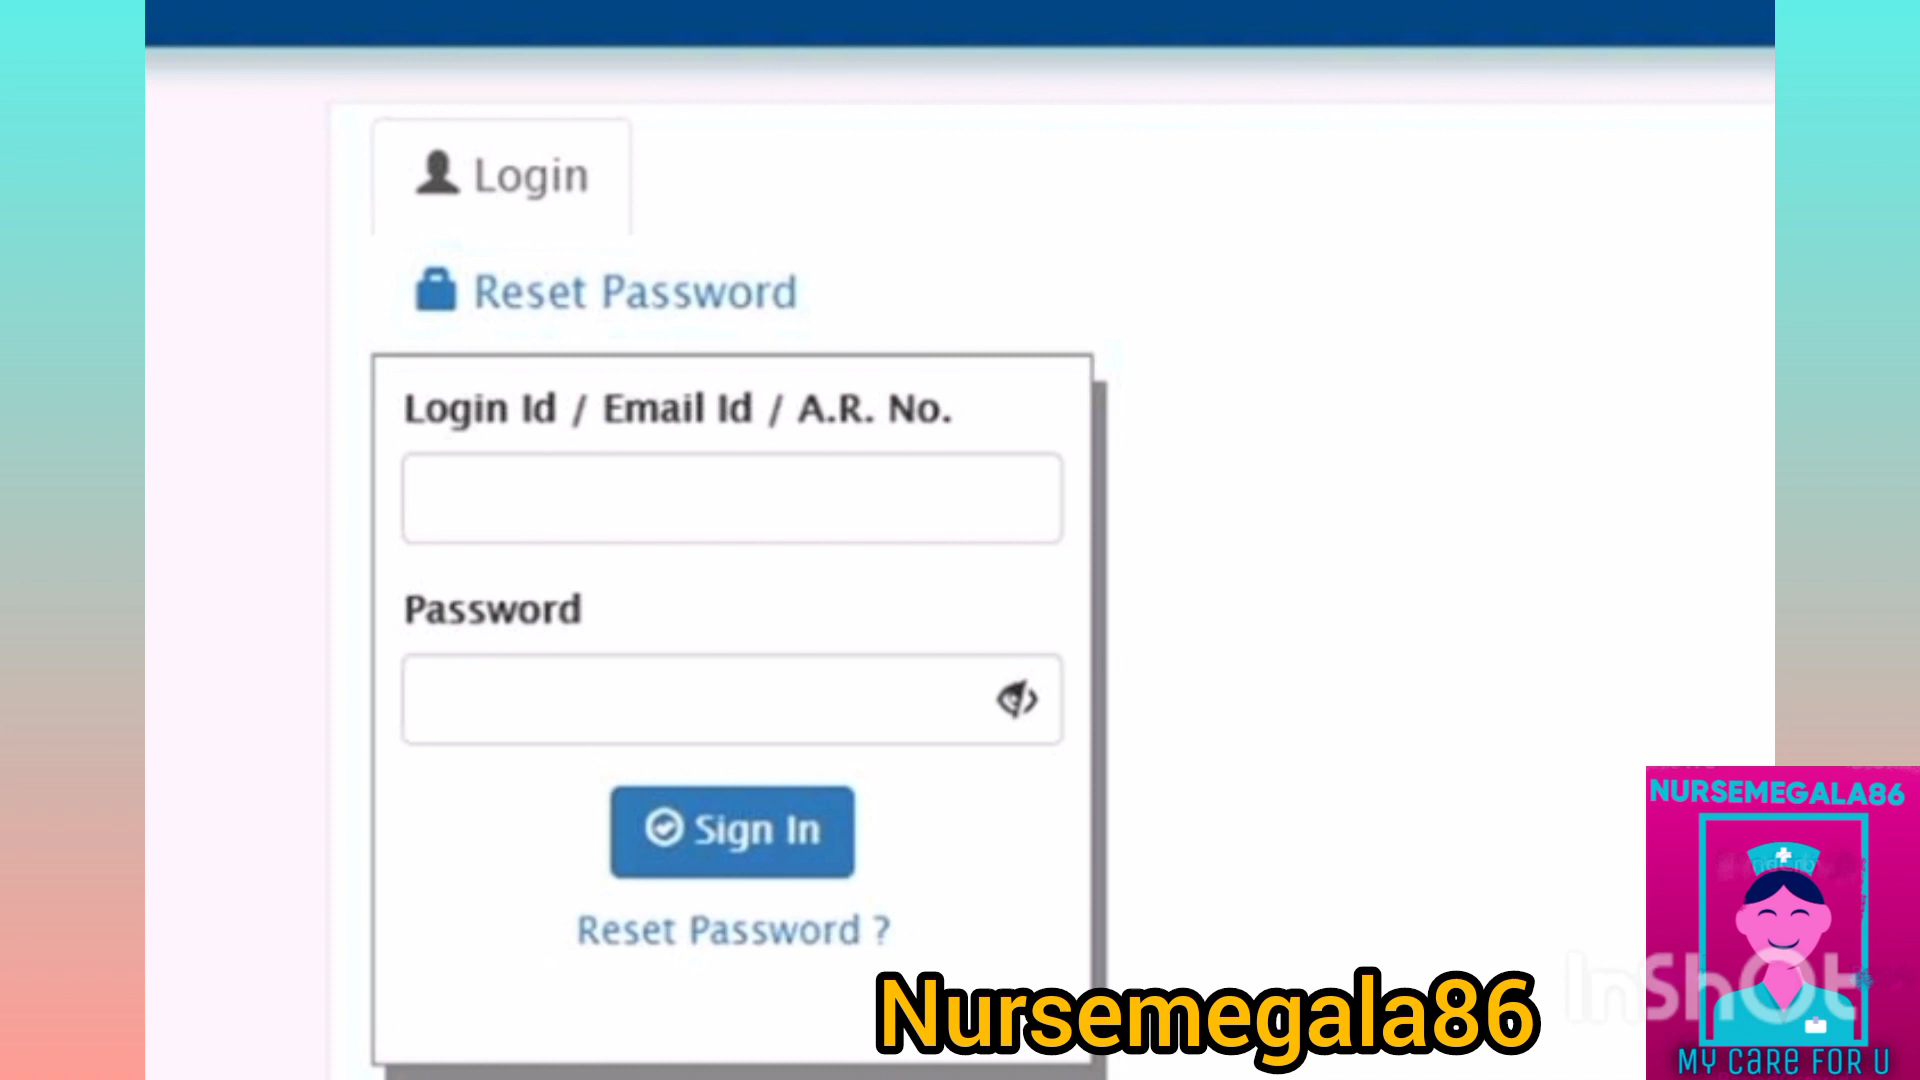 Login
Reset Password
Login Id / Email Id / A.R. No.
Password
Sign In
Reset Password ?
Nursemegala86
InShOt
NURSEMEGALA86
MY CaRe FOR U